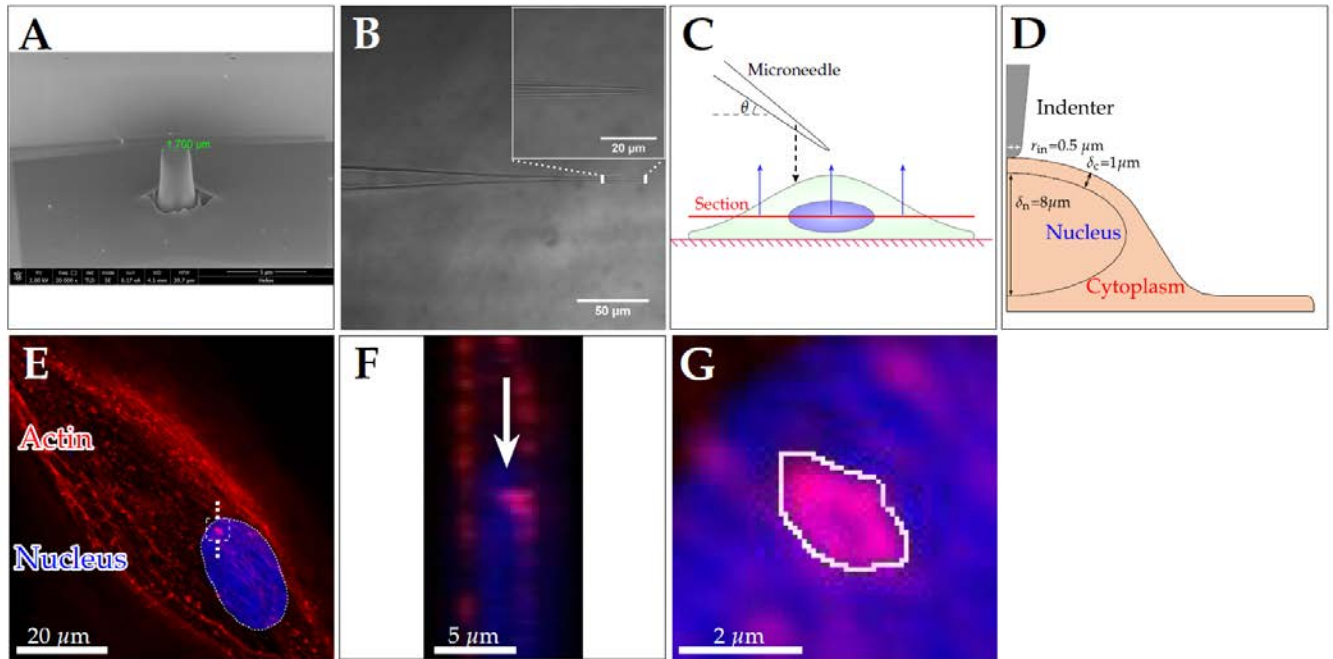 A
1.700 µm
B
20 µm
50 µm
C
Microneedle
θ
Section
D
Indenter
r_in=0.5 µm
δ_c=1µm
δ_n=8µm
Nucleus
Cytoplasm
E
Actin
Nucleus
20 µm
F
5 µm
G
2 µm